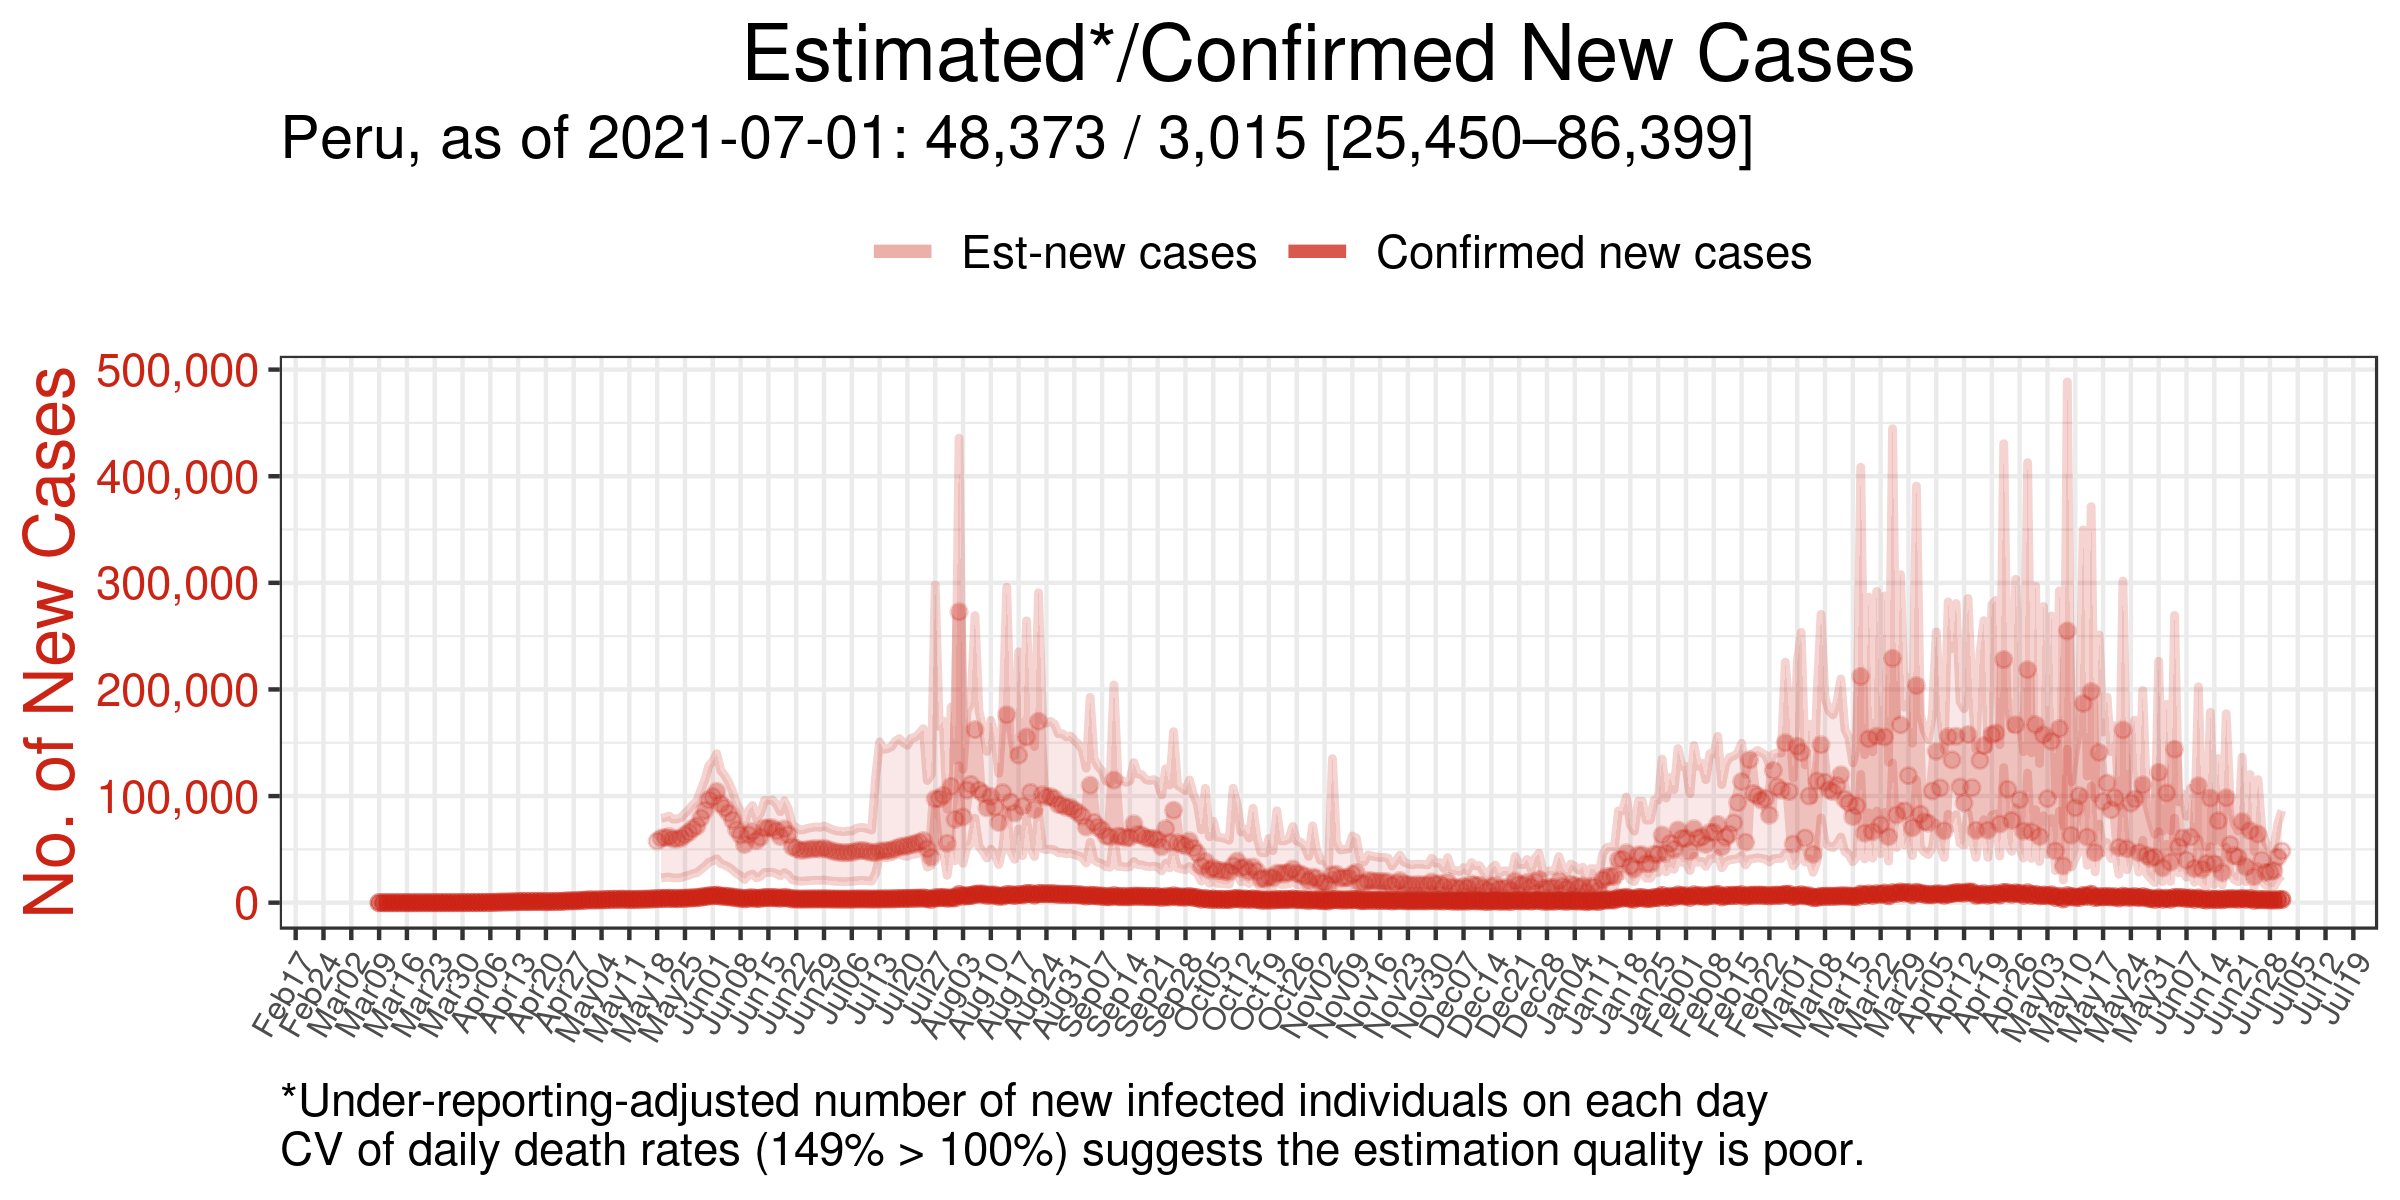 Estimated*/Confirmed New Cases
Peru, as of 2021-07-01: 48,373 / 3,015 [25,450–86,399]
Est-new cases Confirmed new cases
No. of New Cases
500,000
400,000
300,000
200,000
100,000
0
Feb17 Feb24 Mar02 Mar09 Mar16 Mar23 Mar30 Apr06 Apr13 Apr20 Apr27 May04 May11 May18 May25 Jun01 Jun08 Jun15 Jun22 Jun29 Jul06 Jul13 Jul20 Jul27 Aug03 Aug10 Aug17 Aug24 Aug31 Sep07 Sep14 Sep21 Sep28 Oct05 Oct12 Oct19 Oct26 Nov02 Nov09 Nov16 Nov23 Nov30 Dec07 Dec14 Dec21 Dec28 Jan04 Jan11 Jan18 Jan25 Feb01 Feb08 Feb15 Feb22 Mar01 Mar08 Mar15 Mar22 Mar29 Apr05 Apr12 Apr19 Apr26 May03 May10 May17 May24 May31 Jun07 Jun14 Jun21 Jun28 Jul05 Jul12 Jul19
*Under-reporting-adjusted number of new infected individuals on each day
CV of daily death rates (149% > 100%) suggests the estimation quality is poor.